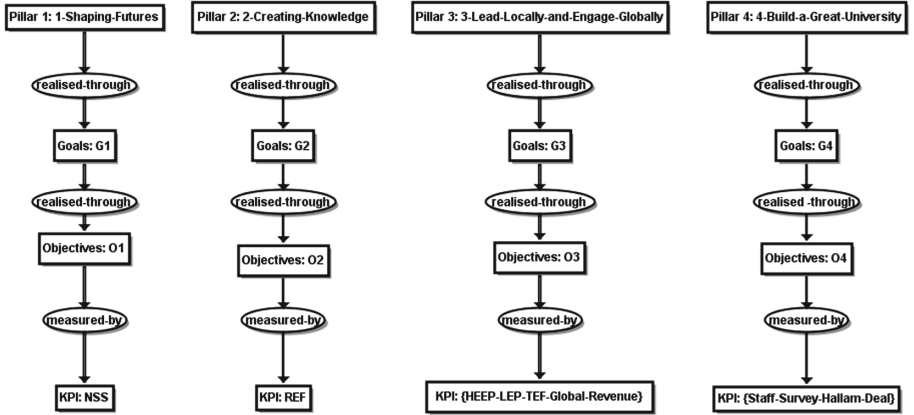 Pillar 1: 1-Shaping-Futures
realised-through
Goals: G1
realised-through
Objectives: O1
measured-by
KPI: NSS
Pillar 2: 2-Creating-Knowledge
realised-through
Goals: G2
realised-through
Objectives: O2
measured-by
KPI: REF
Pillar 3: 3-Lead-Locally-and-Engage-Globally
realised-through
Goals: G3
realised-through
Objectives: O3
measured-by
KPI: {HEEP-LEP-TEF-Global-Revenue}
Pillar 4: 4-Build-a-Great-University
realised-through
Goals: G4
realised -through
Objectives: O4
measured-by
KPI: {Staff-Survey-Hallam-Deal}